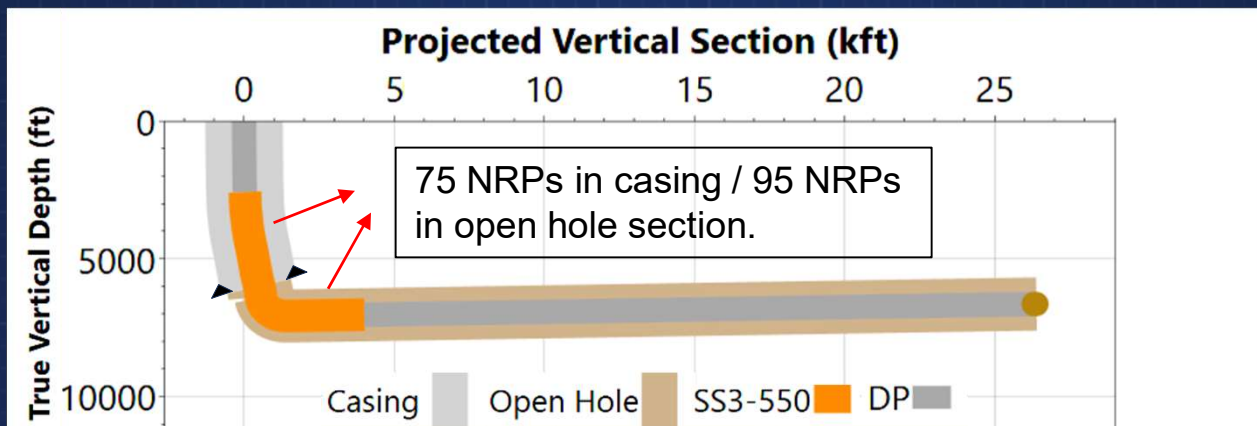 Projected Vertical Section (kft)
0 5 10 15 20 25
True Vertical Depth (ft)
0
5000
10000
75 NRPs in casing / 95 NRPs
in open hole section.
Casing Open Hole SS3-550 DP